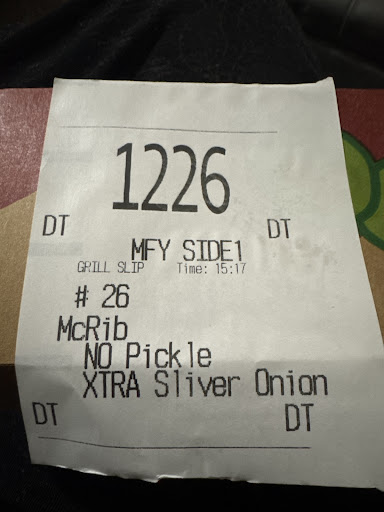 1226
DT DT
MFY SIDE1
GRILL SLIP Time: 15:17
# 26
McRib
NO Pickle
XTRA Sliver Onion
DT DT